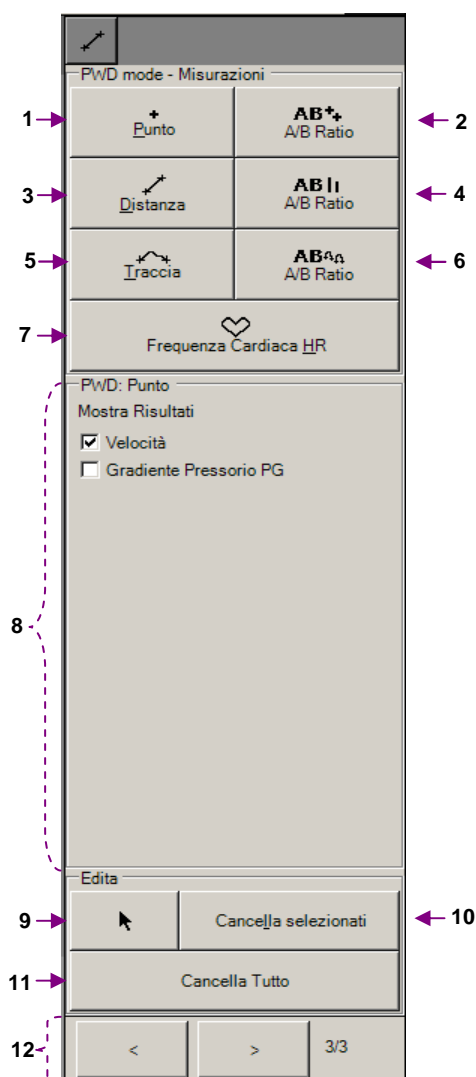 PWD mode - Misurazioni
1 Punto AB A/B Ratio 2
3 Distanza AB A/B Ratio 4
5 Traccia AB A/B Ratio 6
7 Frequenza Cardiaca HR
PWD: Punto
Mostra Risultati
Velocità
Gradiente Pressorio PG
8
Edita
9 Cancella selezionati 10
11 Cancella Tutto
12 < > 3/3